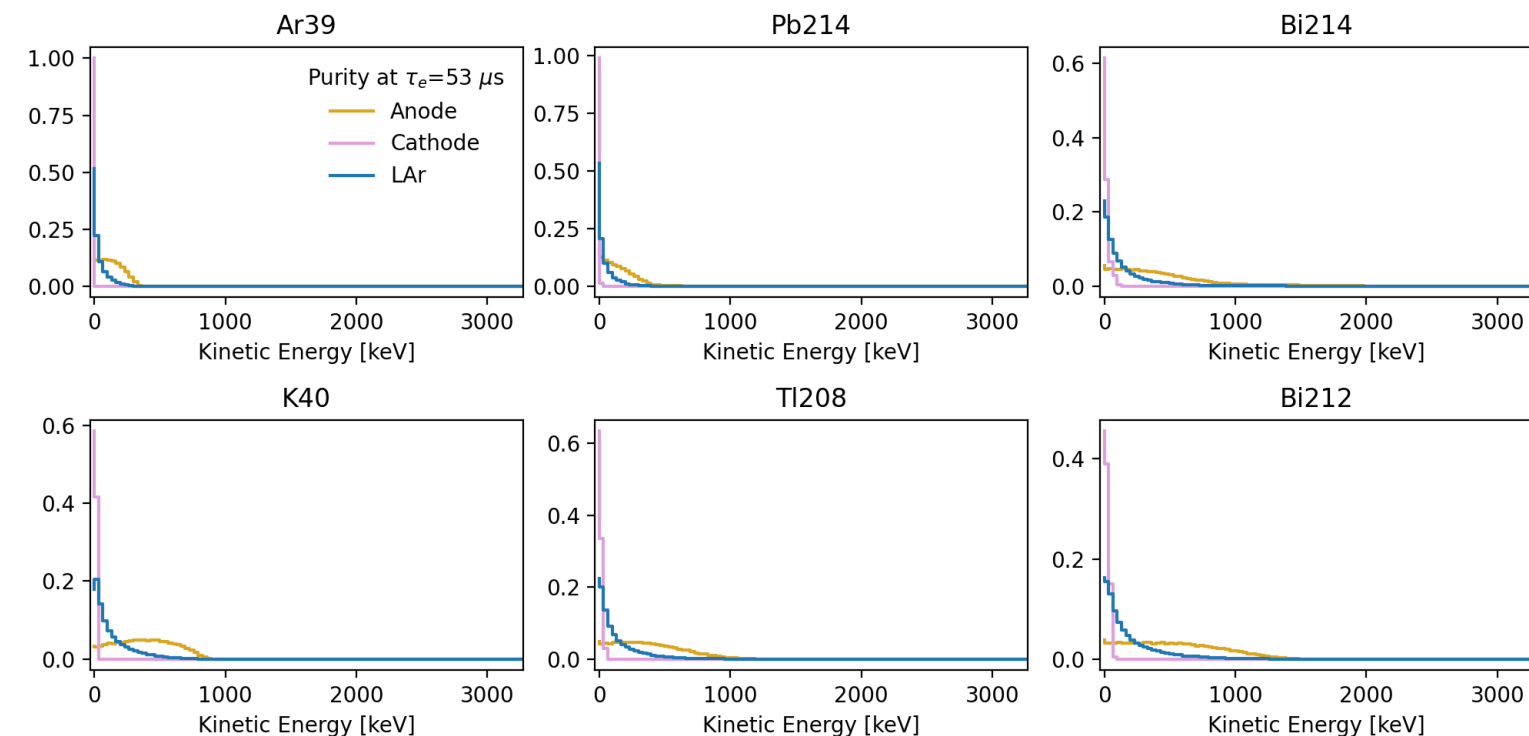 Ar39
1.00
0.75
0.50
0.25
0.00
Purity at τₑ=53 μs
Anode
Cathode
LAr
0 1000 2000 3000
Kinetic Energy [keV]
Pb214
1.00
0.75
0.50
0.25
0.00
0 1000 2000 3000
Kinetic Energy [keV]
Bi214
0.6
0.4
0.2
0.0
0 1000 2000 3000
Kinetic Energy [keV]
K40
0.6
0.4
0.2
0.0
0 1000 2000 3000
Kinetic Energy [keV]
Tl208
0.6
0.4
0.2
0.0
0 1000 2000 3000
Kinetic Energy [keV]
Bi212
0.4
0.2
0.0
0 1000 2000 3000
Kinetic Energy [keV]